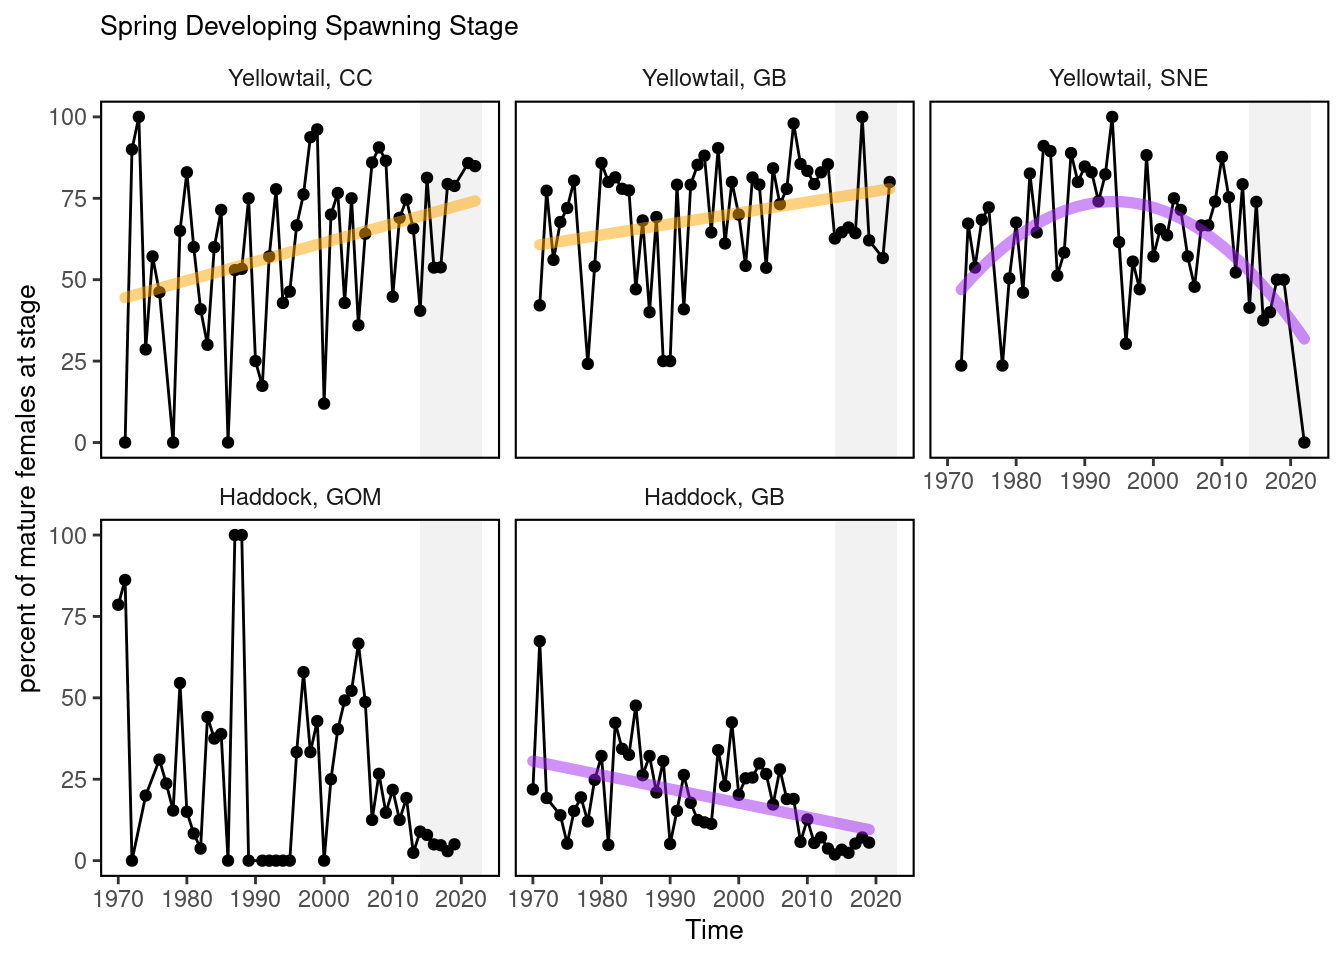 Spring Developing Spawning Stage
Yellowtail, CC
Yellowtail, GB
Yellowtail, SNE
100
75
50
25
0
1970 1980 1990 2000 2010 2020
Haddock, GOM
Haddock, GB
100
75
50
25
0
1970 1980 1990 2000 2010 2020
1970 1980 1990 2000 2010 2020
percent of mature females at stage
Time